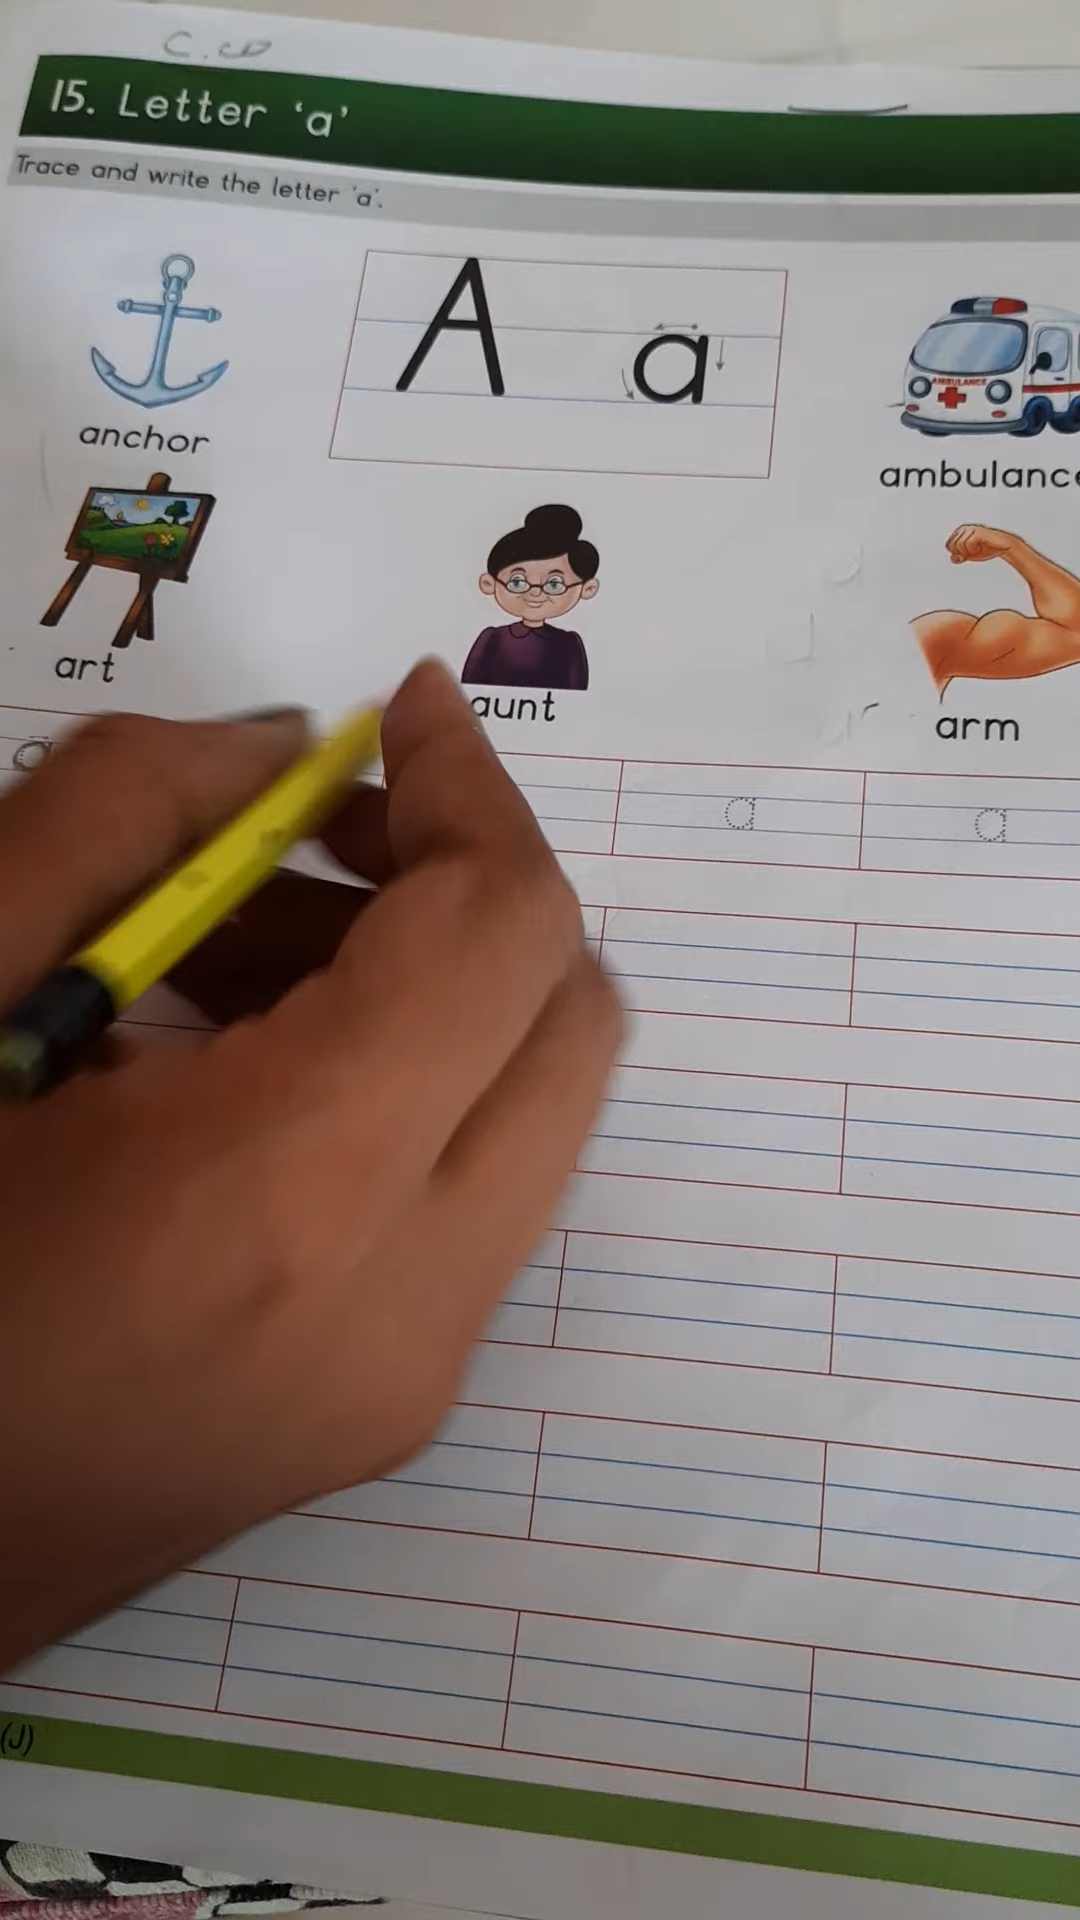 15. Letter 'a'
Trace and write the letter 'a'.
A a
AMBULANCE
anchor
ambulance
art
aunt
arm
a a a
(J)